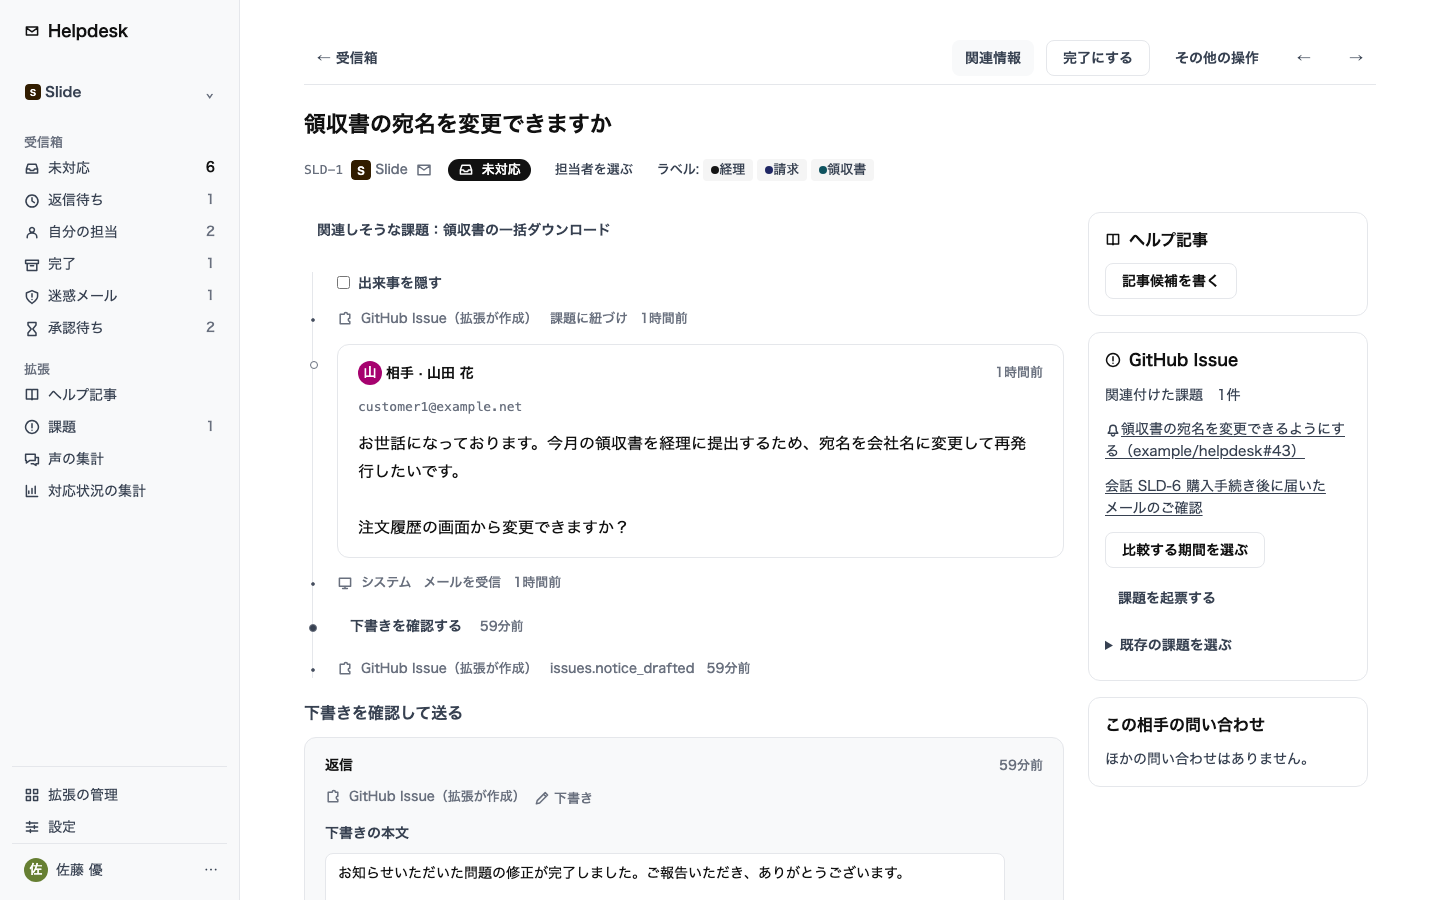 Helpdesk
S Slide
受信箱
未対応 6
返信待ち 1
自分の担当 2
完了 1
迷惑メール 1
承認待ち 2
拡張
ヘルプ記事
課題 1
声の集計
対応状況の集計
拡張の管理
設定
佐 佐藤 優 …
← 受信箱
関連情報 完了にする その他の操作 ← →
領収書の宛名を変更できますか
SLD-1 S Slide 未対応 担当者を選ぶ ラベル: ●経理 ●請求 ●領収書
関連しそうな課題：領収書の一括ダウンロード
出来事を隠す
GitHub Issue（拡張が作成） 課題に紐づけ 1時間前
山 相手 · 山田 花 1時間前
customer1@example.net
お世話になっております。今月の領収書を経理に提出するため、宛名を会社名に変更して再発
行したいです。
注文履歴の画面から変更できますか？
システム メールを受信 1時間前
下書きを確認する 59分前
GitHub Issue（拡張が作成） issues.notice_drafted 59分前
下書きを確認して送る
返信 59分前
GitHub Issue（拡張が作成） 下書き
下書きの本文
お知らせいただいた問題の修正が完了しました。ご報告いただき、ありがとうございます。
ヘルプ記事
記事候補を書く
GitHub Issue
関連付けた課題 1件
領収書の宛名を変更できるようにす
る（example/helpdesk#43）
会話 SLD-6 購入手続き後に届いた
メールのご確認
比較する期間を選ぶ
課題を起票する
▶ 既存の課題を選ぶ
この相手の問い合わせ
ほかの問い合わせはありません。